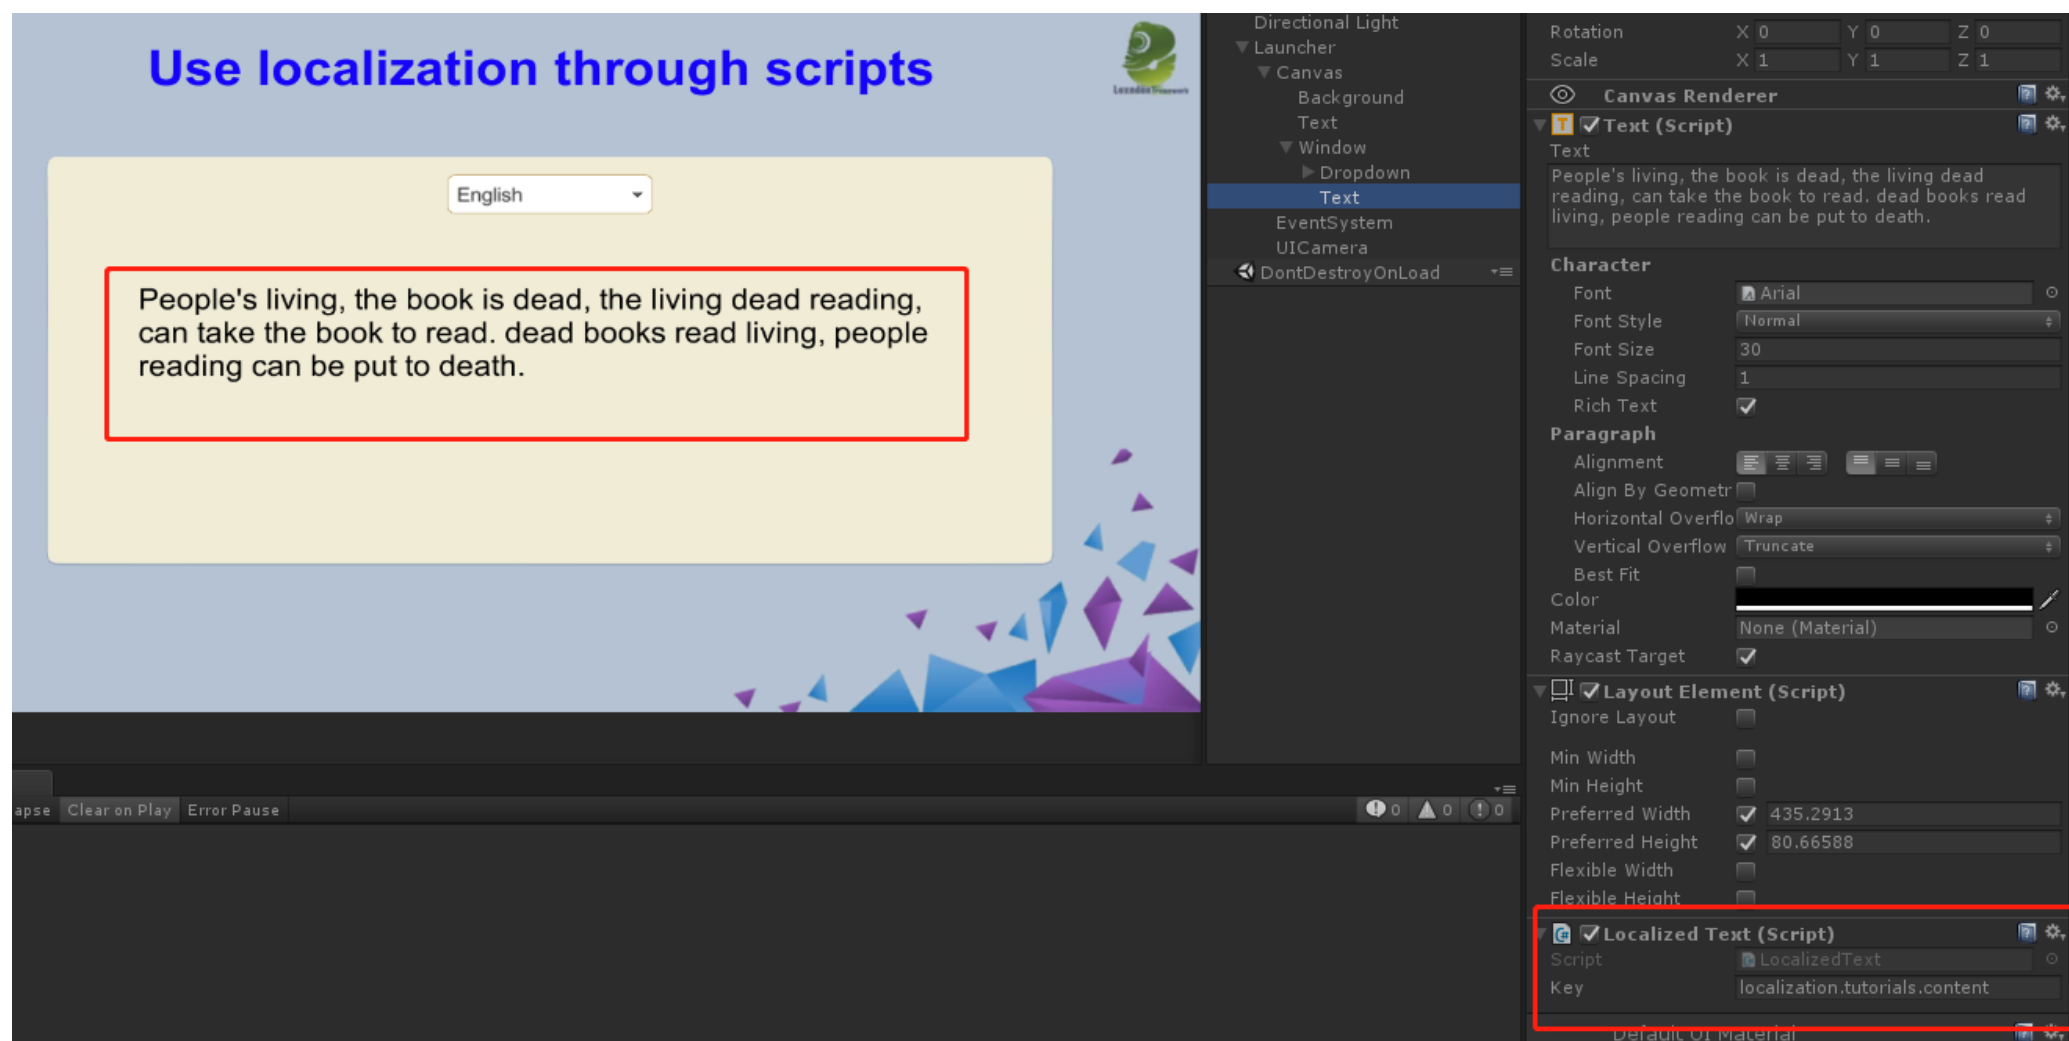 Use localization through scripts
English
People's living, the book is dead, the living dead reading,
can take the book to read. dead books read living, people
reading can be put to death.
apse Clear on Play Error Pause
0 0 0
Directional Light
Launcher
Canvas
Background
Text
Window
Dropdown
Text
EventSystem
UICamera
DontDestroyOnLoad
Rotation X 0 Y 0 Z 0
Scale X 1 Y 1 Z 1
Canvas Renderer
Text (Script)
Text
People's living, the book is dead, the living dead
reading, can take the book to read. dead books read
living, people reading can be put to death.
Character
Font Arial
Font Style Normal
Font Size 30
Line Spacing 1
Rich Text
Paragraph
Alignment
Align By Geometr
Horizontal Overflo Wrap
Vertical Overflow Truncate
Best Fit
Color
Material None (Material)
Raycast Target
Layout Element (Script)
Ignore Layout
Min Width
Min Height
Preferred Width 435.2913
Preferred Height 80.66588
Flexible Width
Flexible Height
Localized Text (Script)
Script LocalizedText
Key localization.tutorials.content
Default UI Material